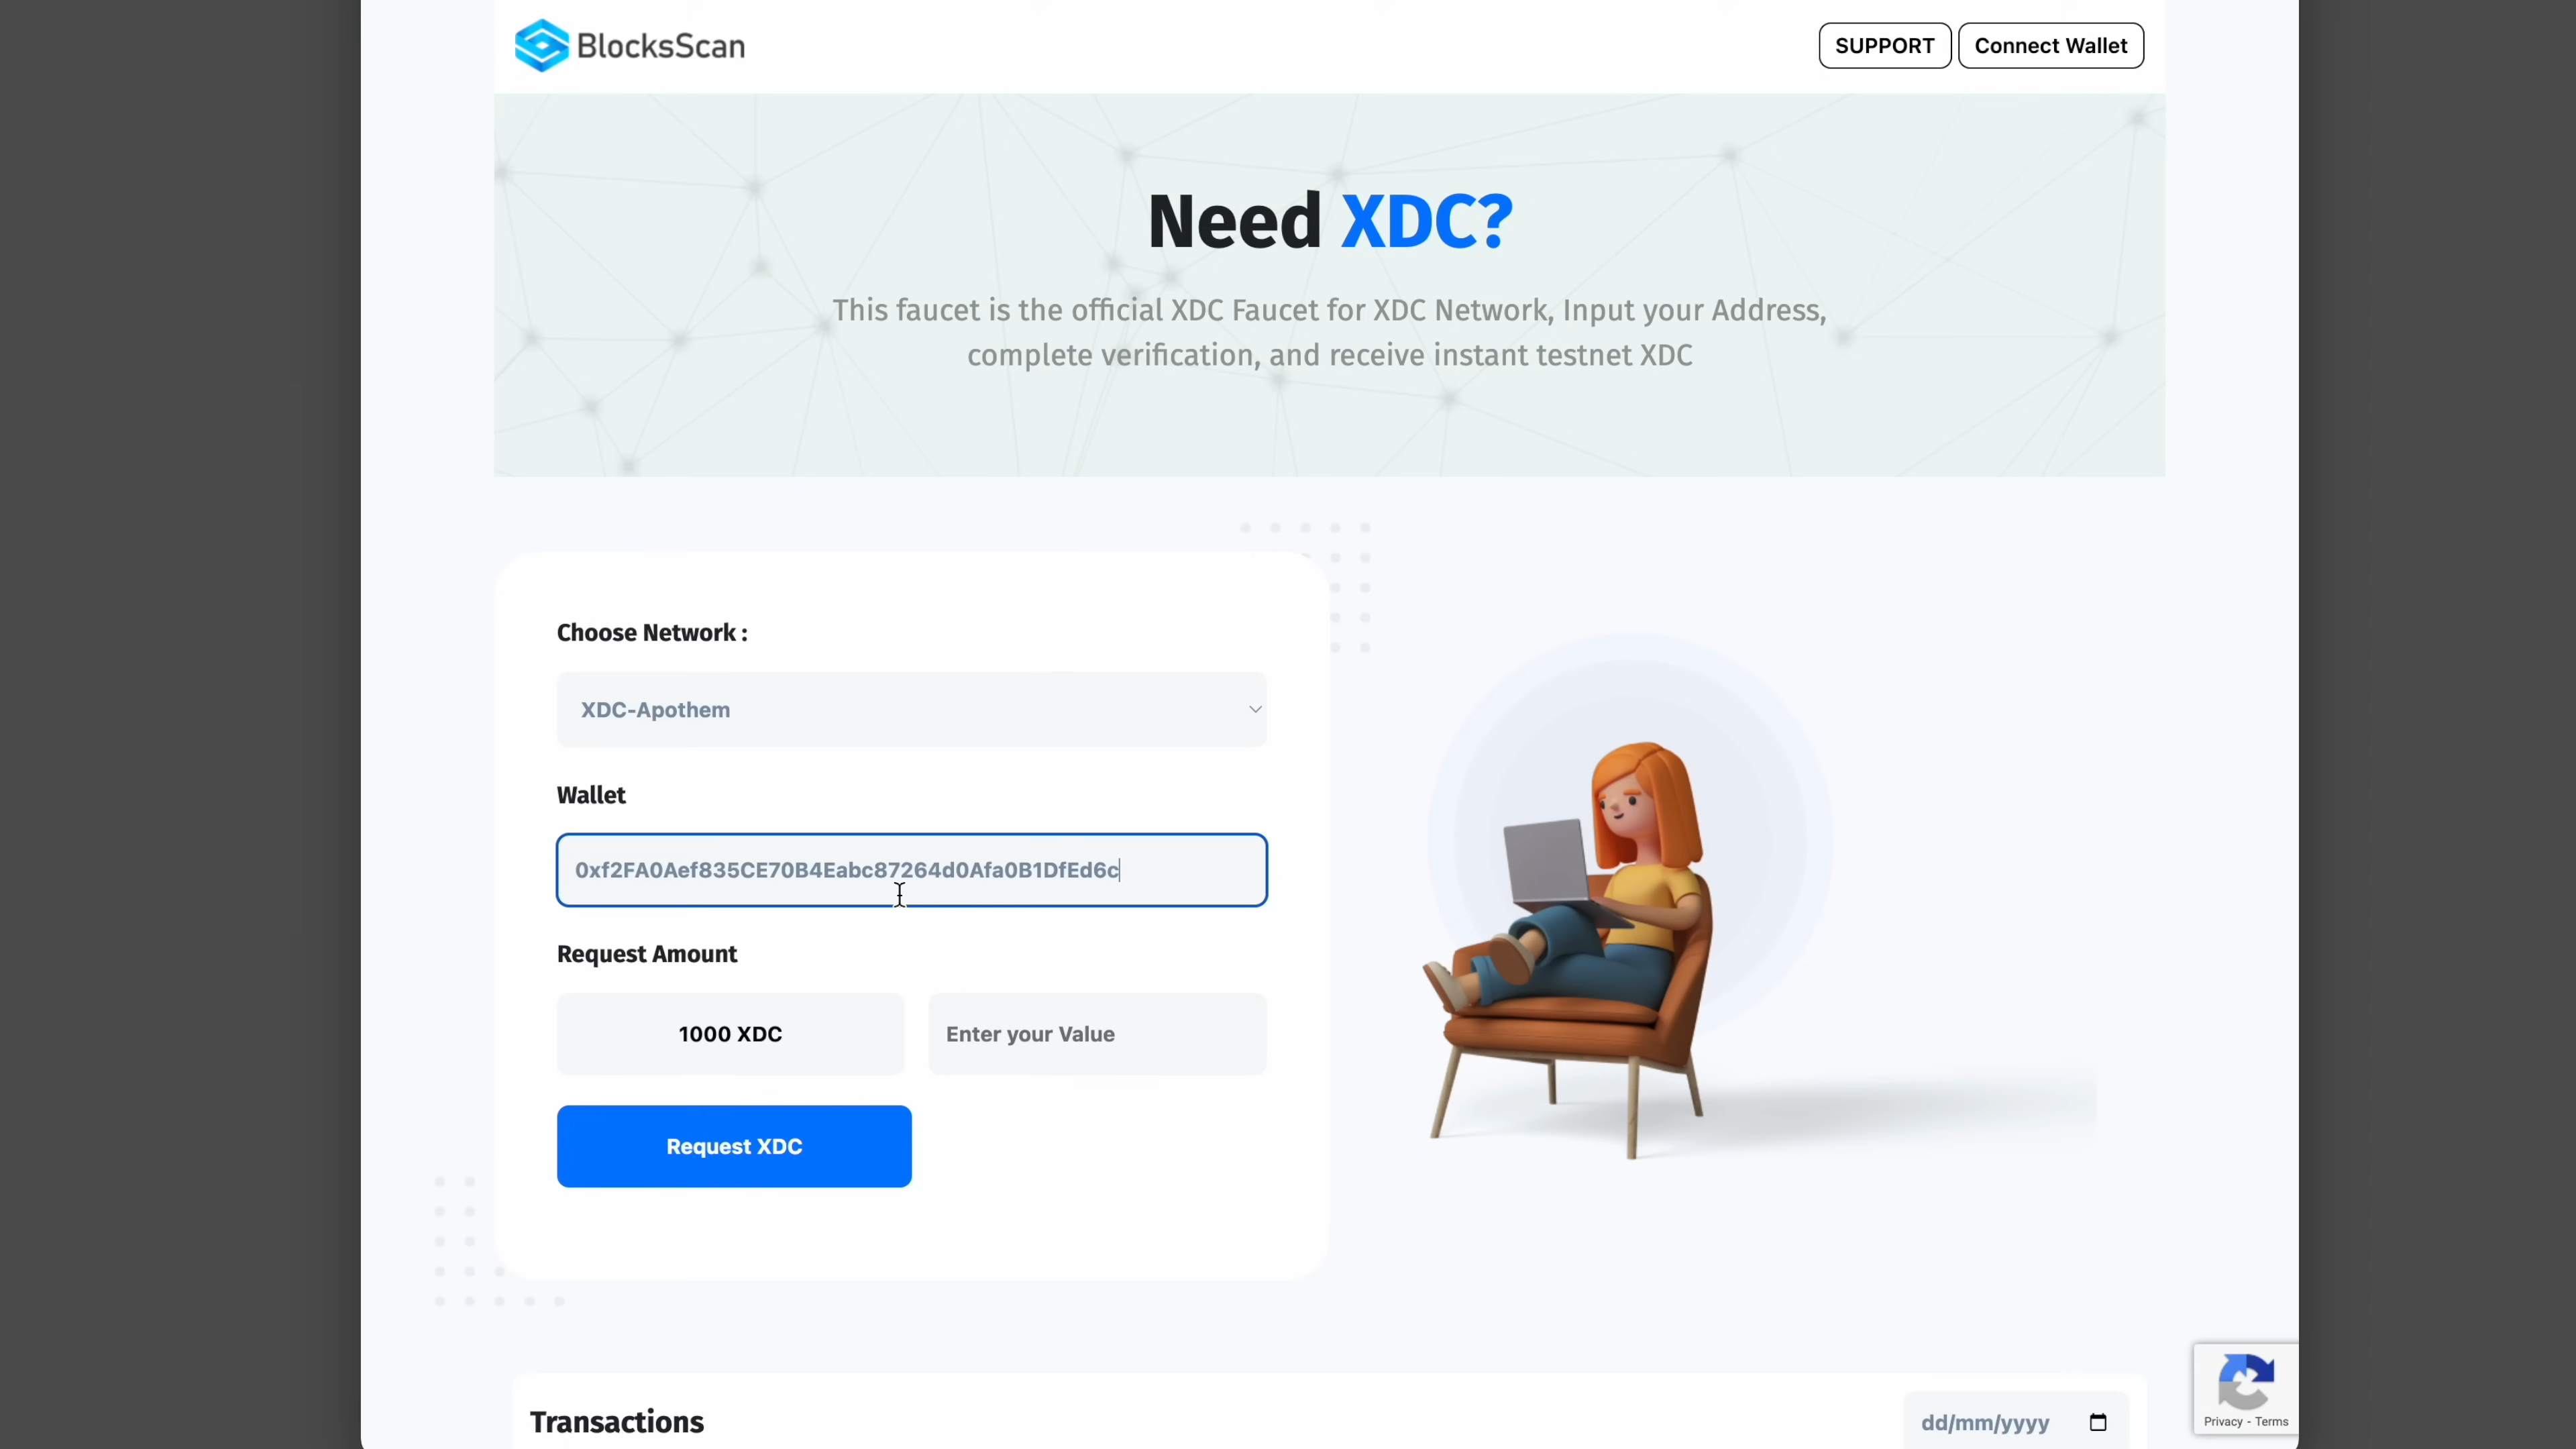 BlocksScan
SUPPORT
Connect Wallet
Need XDC?
This faucet is the official XDC Faucet for XDC Network, Input your Address,
complete verification, and receive instant testnet XDC
Choose Network :
XDC-Apothem
Wallet
0xf2FA0Aef835CE70B4Eabc87264d0Afa0B1DfEd6c
Request Amount
1000 XDC
Enter your Value
Request XDC
Transactions
dd/mm/yyyy
Privacy - Terms